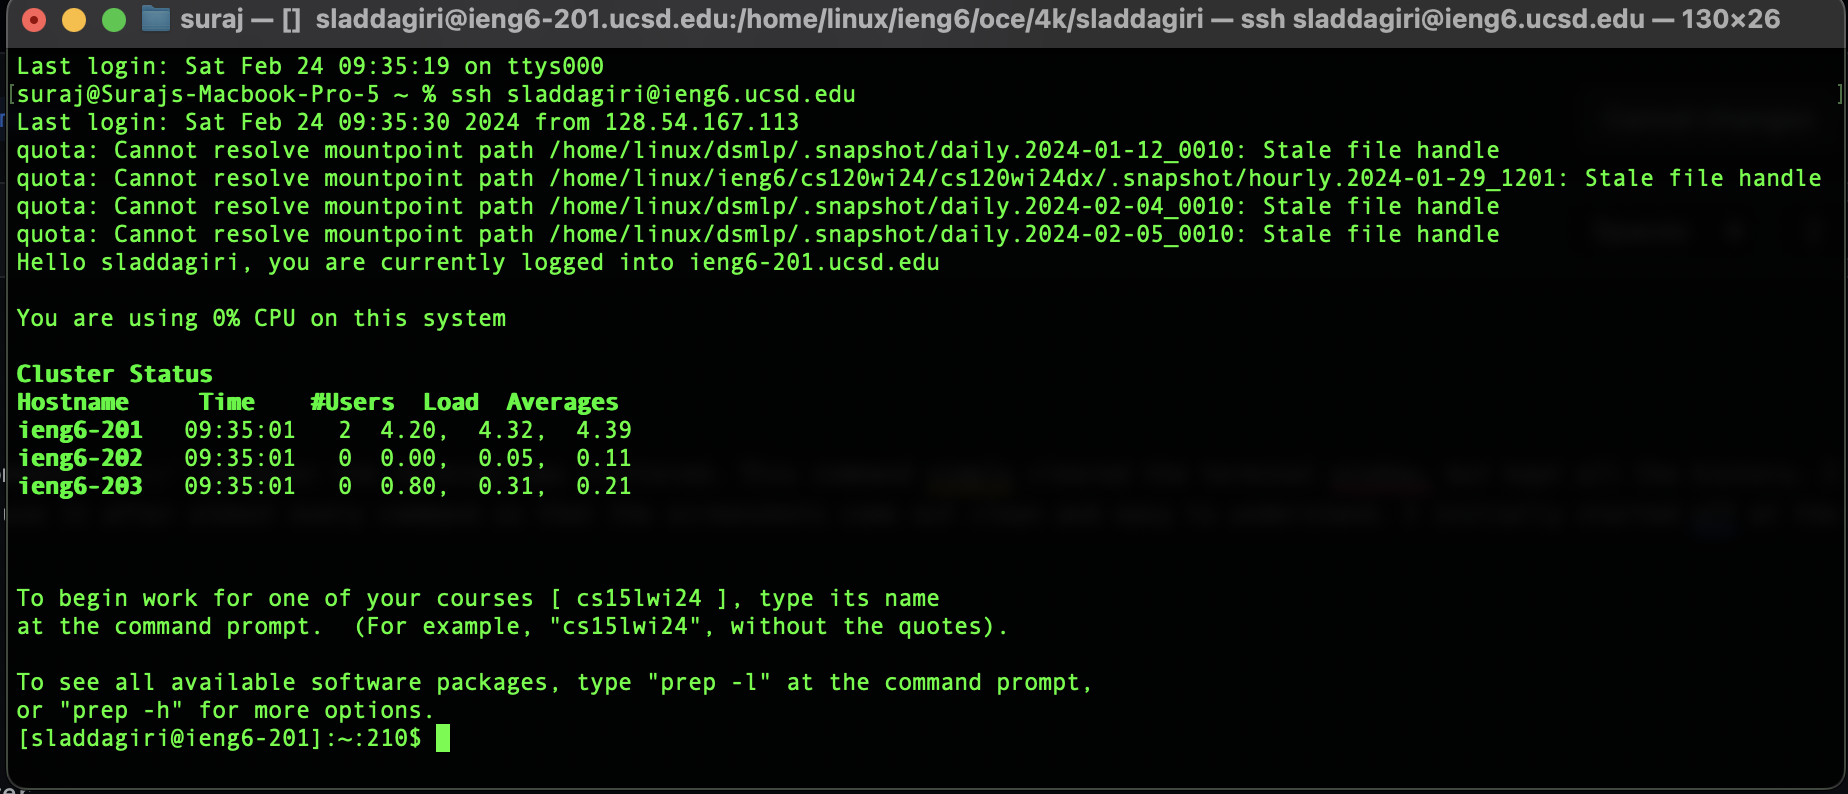 suraj — [] sladdagiri@ieng6-201.ucsd.edu:/home/linux/ieng6/oce/4k/sladdagiri — ssh sladdagiri@ieng6.ucsd.edu — 130×26
Last login: Sat Feb 24 09:35:19 on ttys000
[suraj@Surajs-Macbook-Pro-5 ~ % ssh sladdagiri@ieng6.ucsd.edu ]
Last login: Sat Feb 24 09:35:30 2024 from 128.54.167.113
quota: Cannot resolve mountpoint path /home/linux/dsmlp/.snapshot/daily.2024-01-12_0010: Stale file handle
quota: Cannot resolve mountpoint path /home/linux/ieng6/cs120wi24/cs120wi24dx/.snapshot/hourly.2024-01-29_1201: Stale file handle
quota: Cannot resolve mountpoint path /home/linux/dsmlp/.snapshot/daily.2024-02-04_0010: Stale file handle
quota: Cannot resolve mountpoint path /home/linux/dsmlp/.snapshot/daily.2024-02-05_0010: Stale file handle
Hello sladdagiri, you are currently logged into ieng6-201.ucsd.edu
You are using 0% CPU on this system
Cluster Status
Hostname     Time    #Users  Load  Averages
ieng6-201   09:35:01   2  4.20,  4.32,  4.39
ieng6-202   09:35:01   0  0.00,  0.05,  0.11
ieng6-203   09:35:01   0  0.80,  0.31,  0.21
To begin work for one of your courses [ cs15lwi24 ], type its name
at the command prompt.  (For example, "cs15lwi24", without the quotes).
To see all available software packages, type "prep -l" at the command prompt,
or "prep -h" for more options.
[sladdagiri@ieng6-201]:~:210$